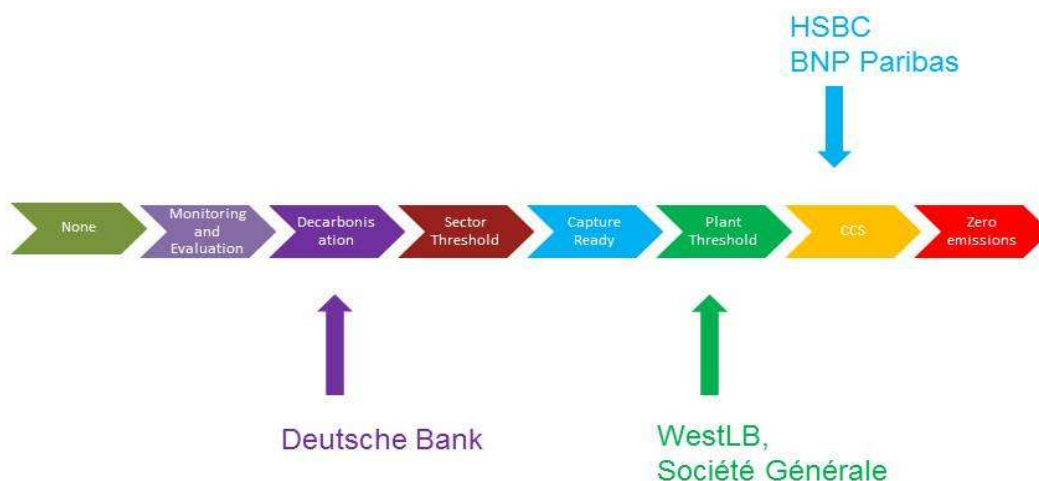 HSBC
BNP Paribas
None
Monitoring
and
Evaluation
Decarbonis
ation
Sector
Threshold
Capture
Ready
Plant
Threshold
CCS
Zero
emissions
Deutsche Bank
WestLB,
Société Générale